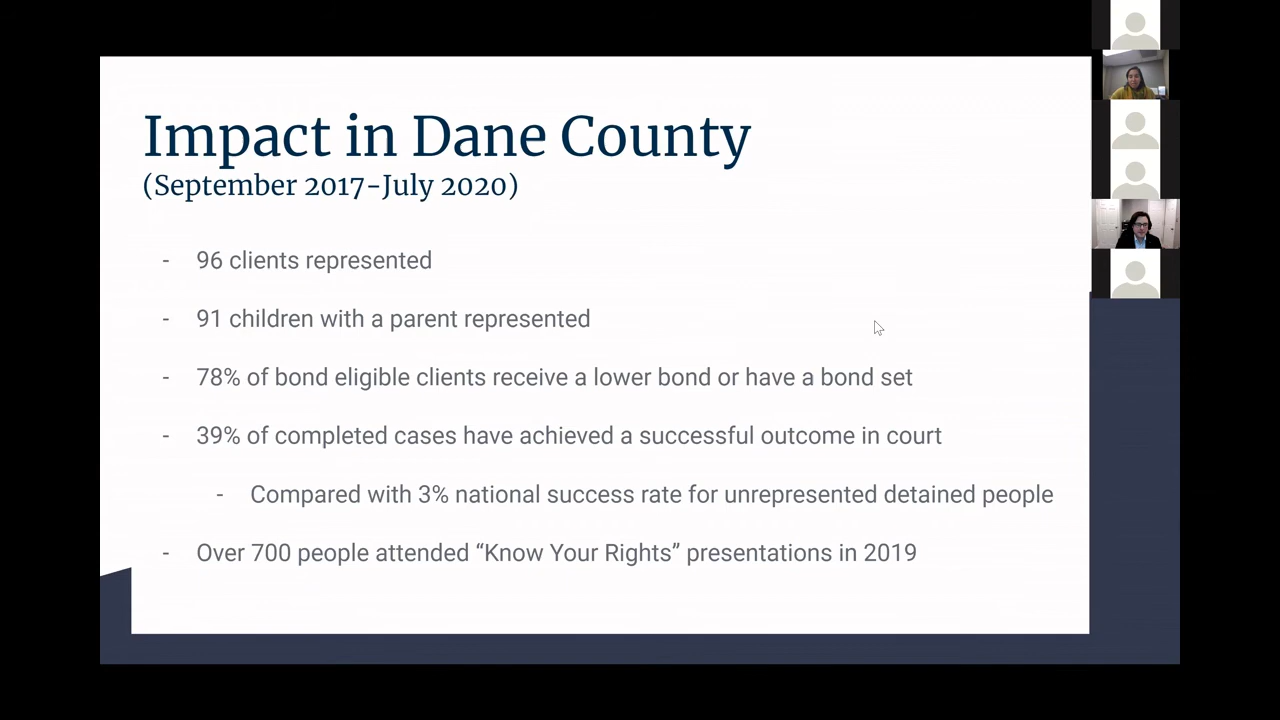 Impact in Dane County
(September 2017-July 2020)
- 96 clients represented
- 91 children with a parent represented
- 78% of bond eligible clients receive a lower bond or have a bond set
- 39% of completed cases have achieved a successful outcome in court
- Compared with 3% national success rate for unrepresented detained people
- Over 700 people attended “Know Your Rights” presentations in 2019